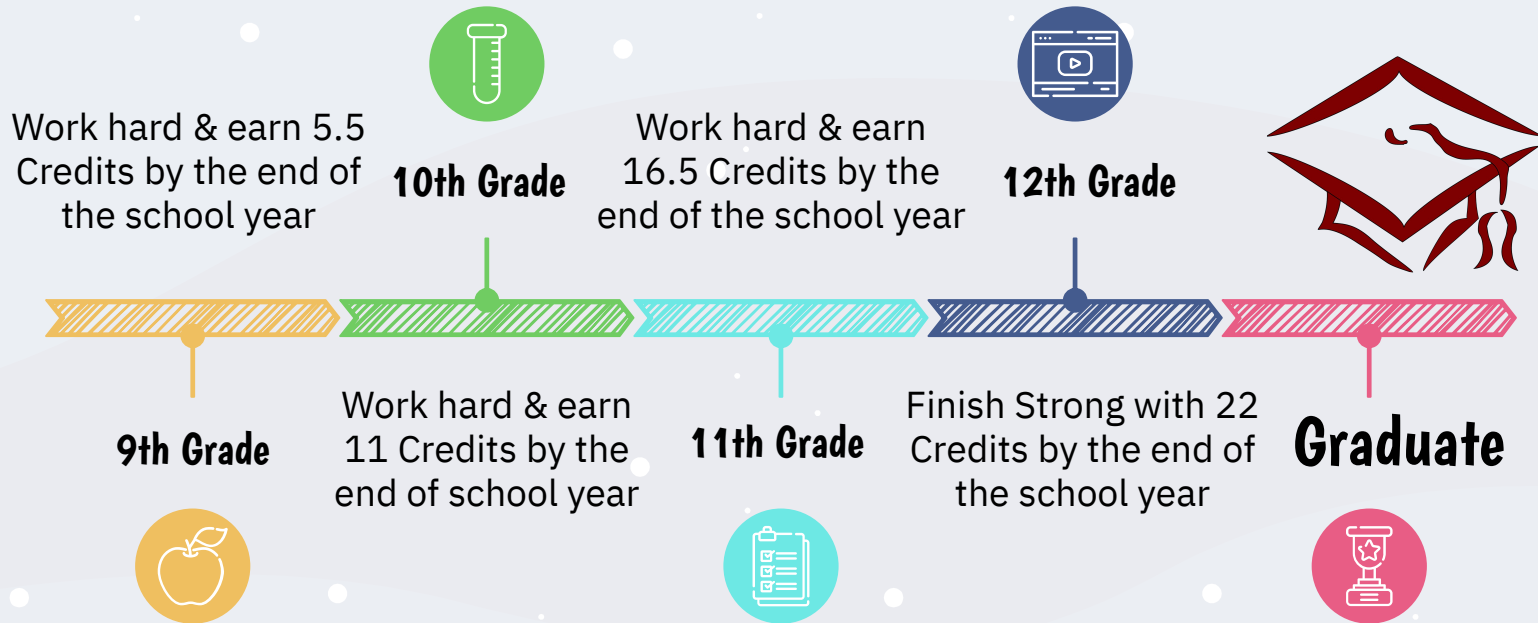 Work hard & earn 5.5
Credits by the end of
the school year
9th Grade
10th Grade
Work hard & earn
11 Credits by the
end of school year
Work hard & earn
16.5 Credits by the
end of the school year
11th Grade
12th Grade
Finish Strong with 22
Credits by the end of
the school year
Graduate